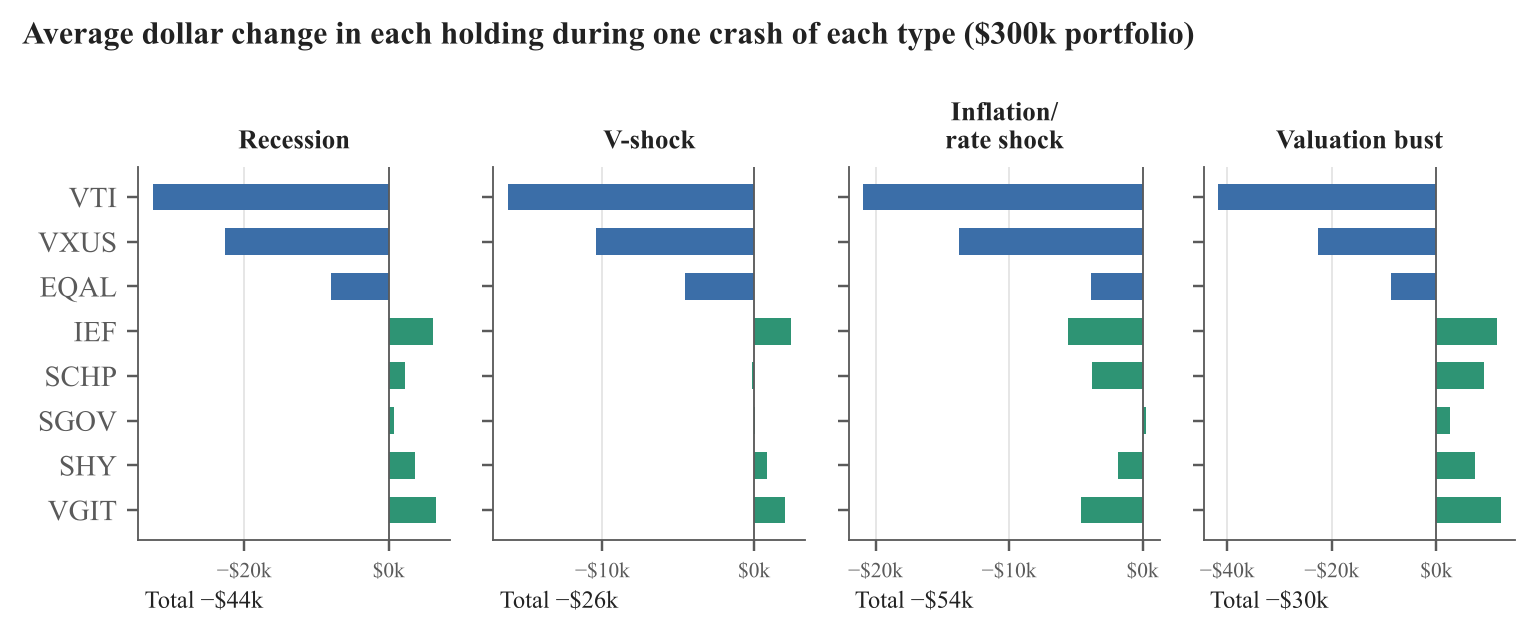 Average dollar change in each holding during one crash of each type ($300k portfolio)
Recession
V-shock
Inflation/
rate shock
Valuation bust
VTI
VXUS
EQAL
IEF
SCHP
SGOV
SHY
VGIT
−$20k $0k
−$10k $0k
−$20k −$10k $0k
−$40k −$20k $0k
Total −$44k
Total −$26k
Total −$54k
Total −$30k